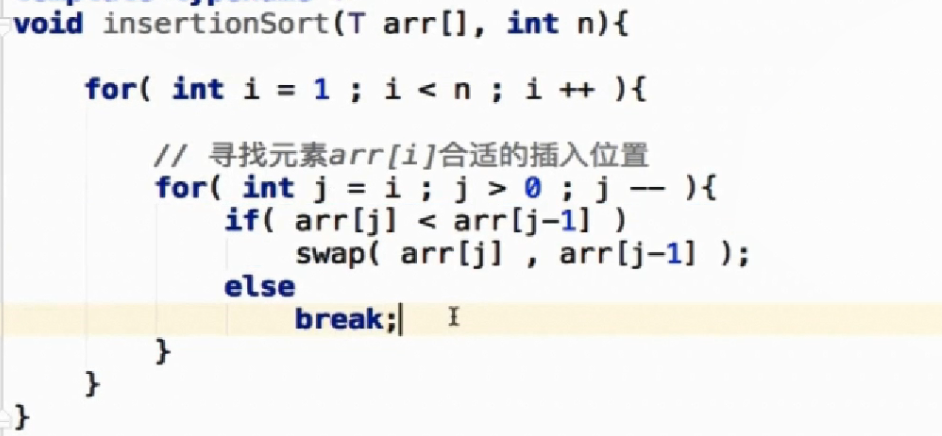 void insertionSort(T arr[], int n){
for( int i = 1 ; i < n ; i ++ ){
// 寻找元素arr[i]合适的插入位置
for( int j = i ; j > 0 ; j -- ){
if( arr[j] < arr[j-1] )
swap( arr[j] , arr[j-1] );
else
break;
}
}
}